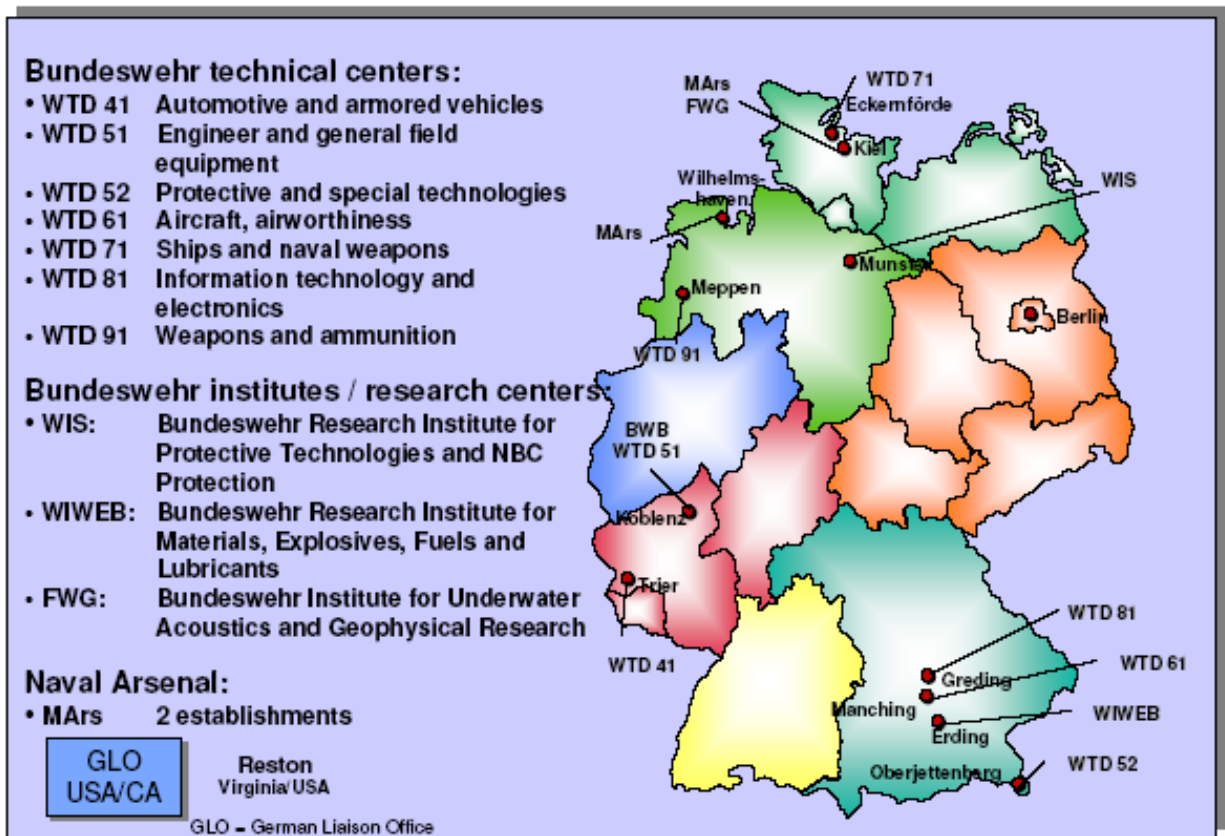 Bundeswehr technical centers:
• WTD 41 Automotive and armored vehicles
• WTD 51 Engineer and general field
equipment
• WTD 52 Protective and special technologies
• WTD 61 Aircraft, airworthiness
• WTD 71 Ships and naval weapons
• WTD 81 Information technology and
electronics
• WTD 91 Weapons and ammunition
Bundeswehr institutes / research centers:
• WIS: Bundeswehr Research Institute for
Protective Technologies and NBC
Protection
• WIWEB: Bundeswehr Research Institute for
Materials, Explosives, Fuels and
Lubricants
• FWG: Bundeswehr Institute for Underwater
Acoustics and Geophysical Research
Naval Arsenal:
• MArs 2 establishments
GLO
USA/CA
Reston
Virginia/USA
GLO = German Liaison Office
MArs
FWG
WTD 71
Eckernförde
Kiel
Wilhelms-
haven
MArs
WIS
Munster
Meppen
WTD 91
Berlin
BWB
WTD 51
Koblenz
Trier
WTD 41
WTD 81
Greding
WTD 61
Manching
WIWEB
Erding
Oberjettenberg
WTD 52